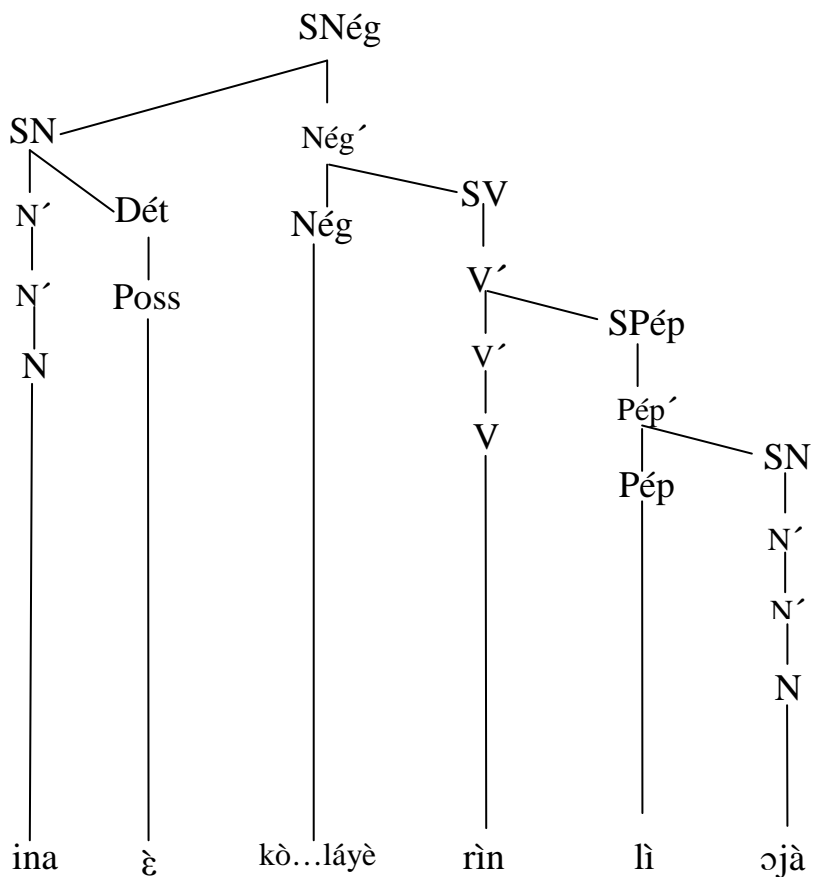 SNég
SN Nég´
SV
N´ Dét Nég
V´
N´ Poss SPép
V´
N Pép´
V SN
Pép
N´
N´
N
ina ɛ̀ kò…láyè rìn lì ɔjà